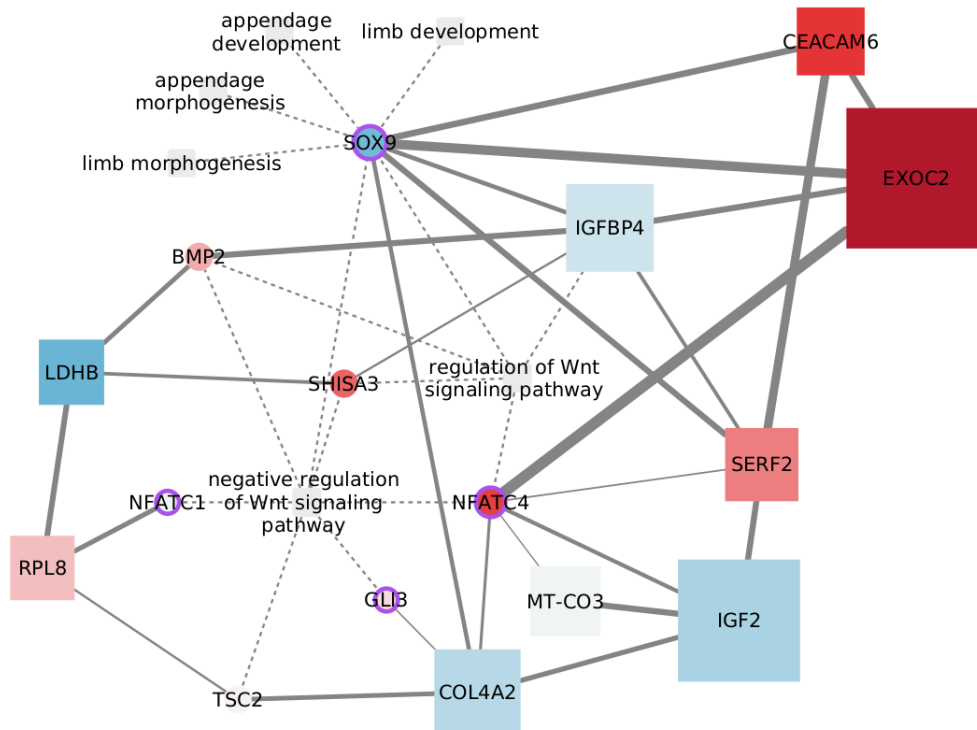 appendage
development
limb development
CEACAM6
appendage
morphogenesis
SOX9
limb morphogenesis
EXOC2
IGFBP4
BMP2
LDHB
SHISA3
regulation of Wnt
signaling pathway
SERF2
negative regulation
of Wnt signaling
pathway
NFATC1
NFATC4
RPL8
GLI3
MT-CO3
IGF2
TSC2
COL4A2